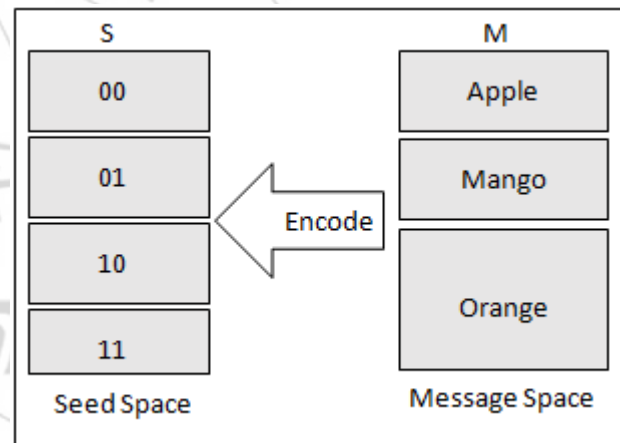 S
M
00
Apple
01
Mango
Encode
10
Orange
11
Seed Space
Message Space